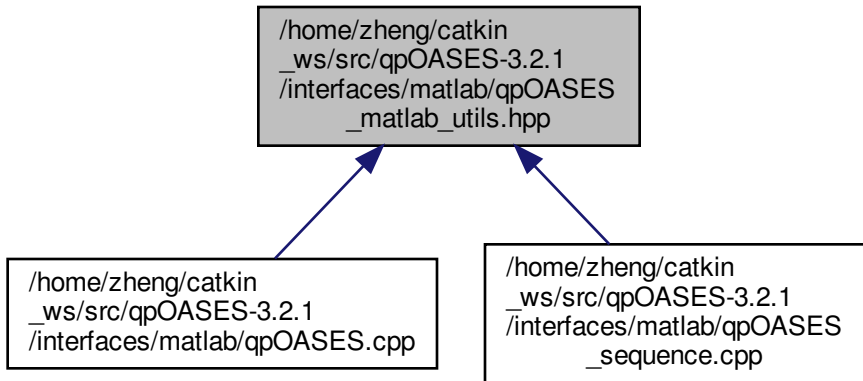 /home/zheng/catkin
_ws/src/qpOASES-3.2.1
/interfaces/matlab/qpOASES
_matlab_utils.hpp
/home/zheng/catkin
_ws/src/qpOASES-3.2.1
/interfaces/matlab/qpOASES.cpp
/home/zheng/catkin
_ws/src/qpOASES-3.2.1
/interfaces/matlab/qpOASES
_sequence.cpp